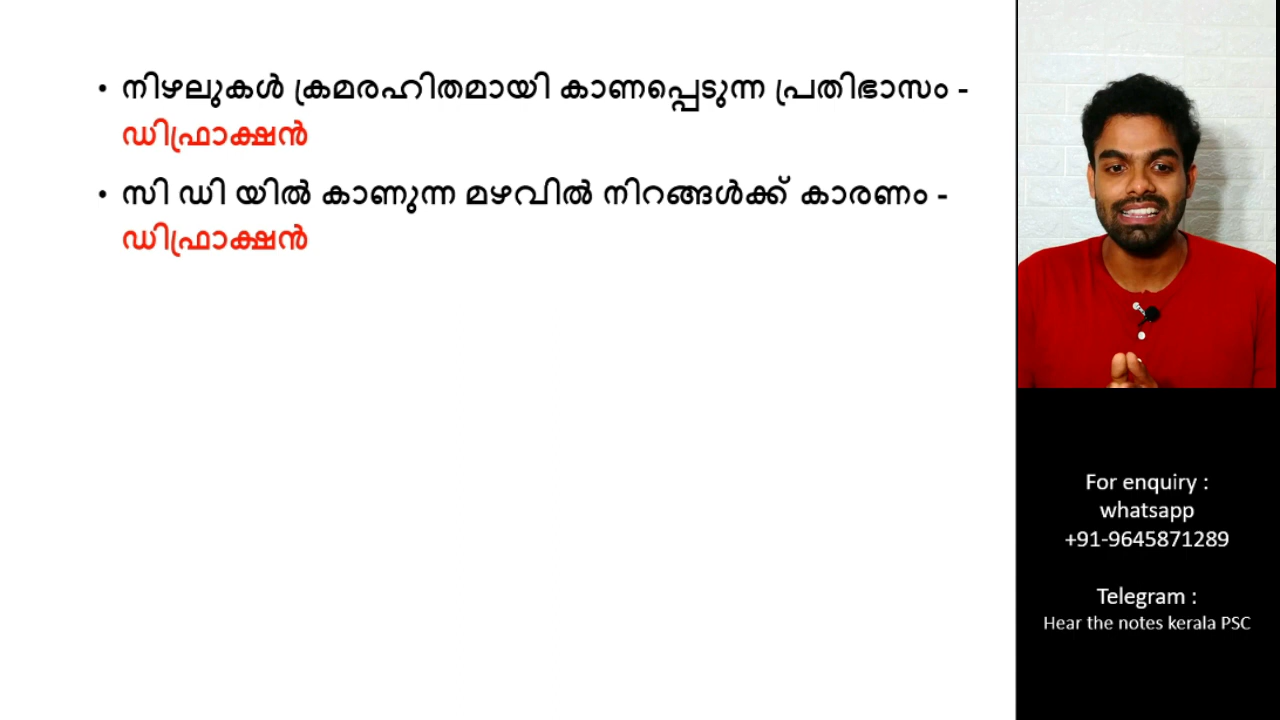 • നിഴലുകൾ ക്രമരഹിതമായി കാണപ്പെടുന്ന പ്രതിഭാസം -
ഡിഫ്രാക്ഷൻ
• സി ഡി യിൽ കാണുന്ന മഴവിൽ നിറങ്ങൾക്ക് കാരണം -
ഡിഫ്രാക്ഷൻ
For enquiry :
whatsapp
+91-9645871289
Telegram :
Hear the notes kerala PSC